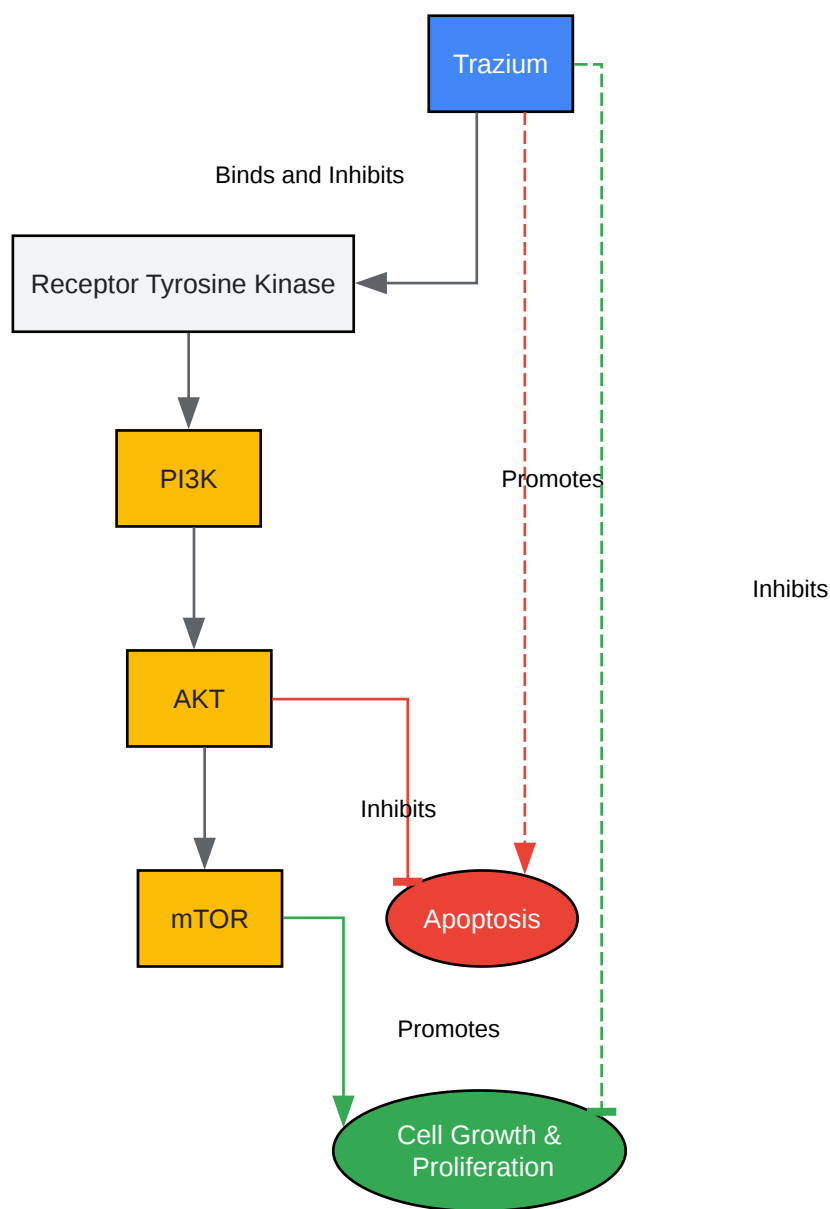 Trazium
Binds and Inhibits
Receptor Tyrosine Kinase
PI3K
Promotes
Inhibits
AKT
Inhibits
mTOR
Apoptosis
Promotes
Cell Growth &
Proliferation